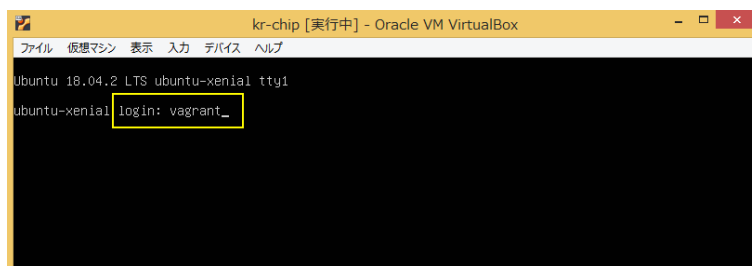 kr-chip [実行中] - Oracle VM VirtualBox
ファイル 仮想マシン 表示 入力 デバイス ヘルプ
Ubuntu 18.04.2 LTS ubuntu-xenial tty1
ubuntu-xenial login: vagrant_